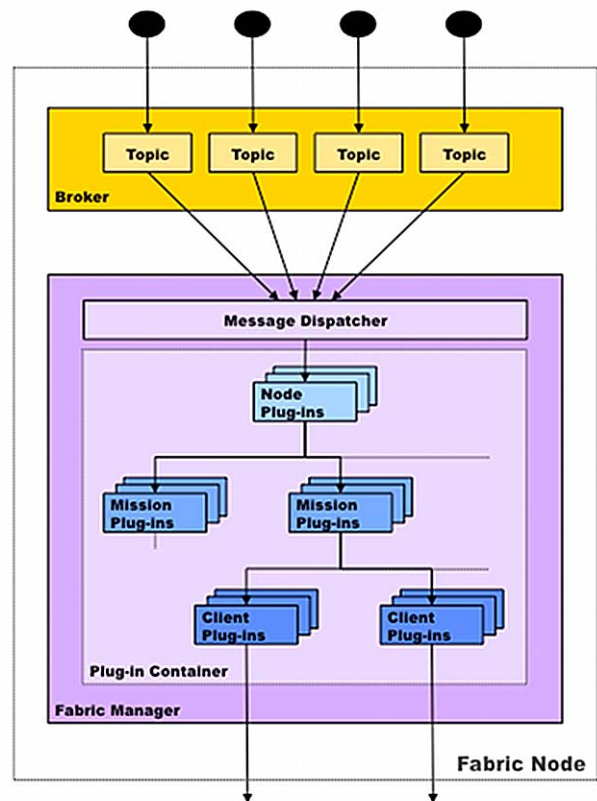 Topic
Topic
Topic
Topic
Broker
Message Dispatcher
Node
Plug-ins
Mission
Plug-ins
Mission
Plug-ins
Client
Plug-ins
Client
Plug-ins
Plug-in Container
Fabric Manager
Fabric Node